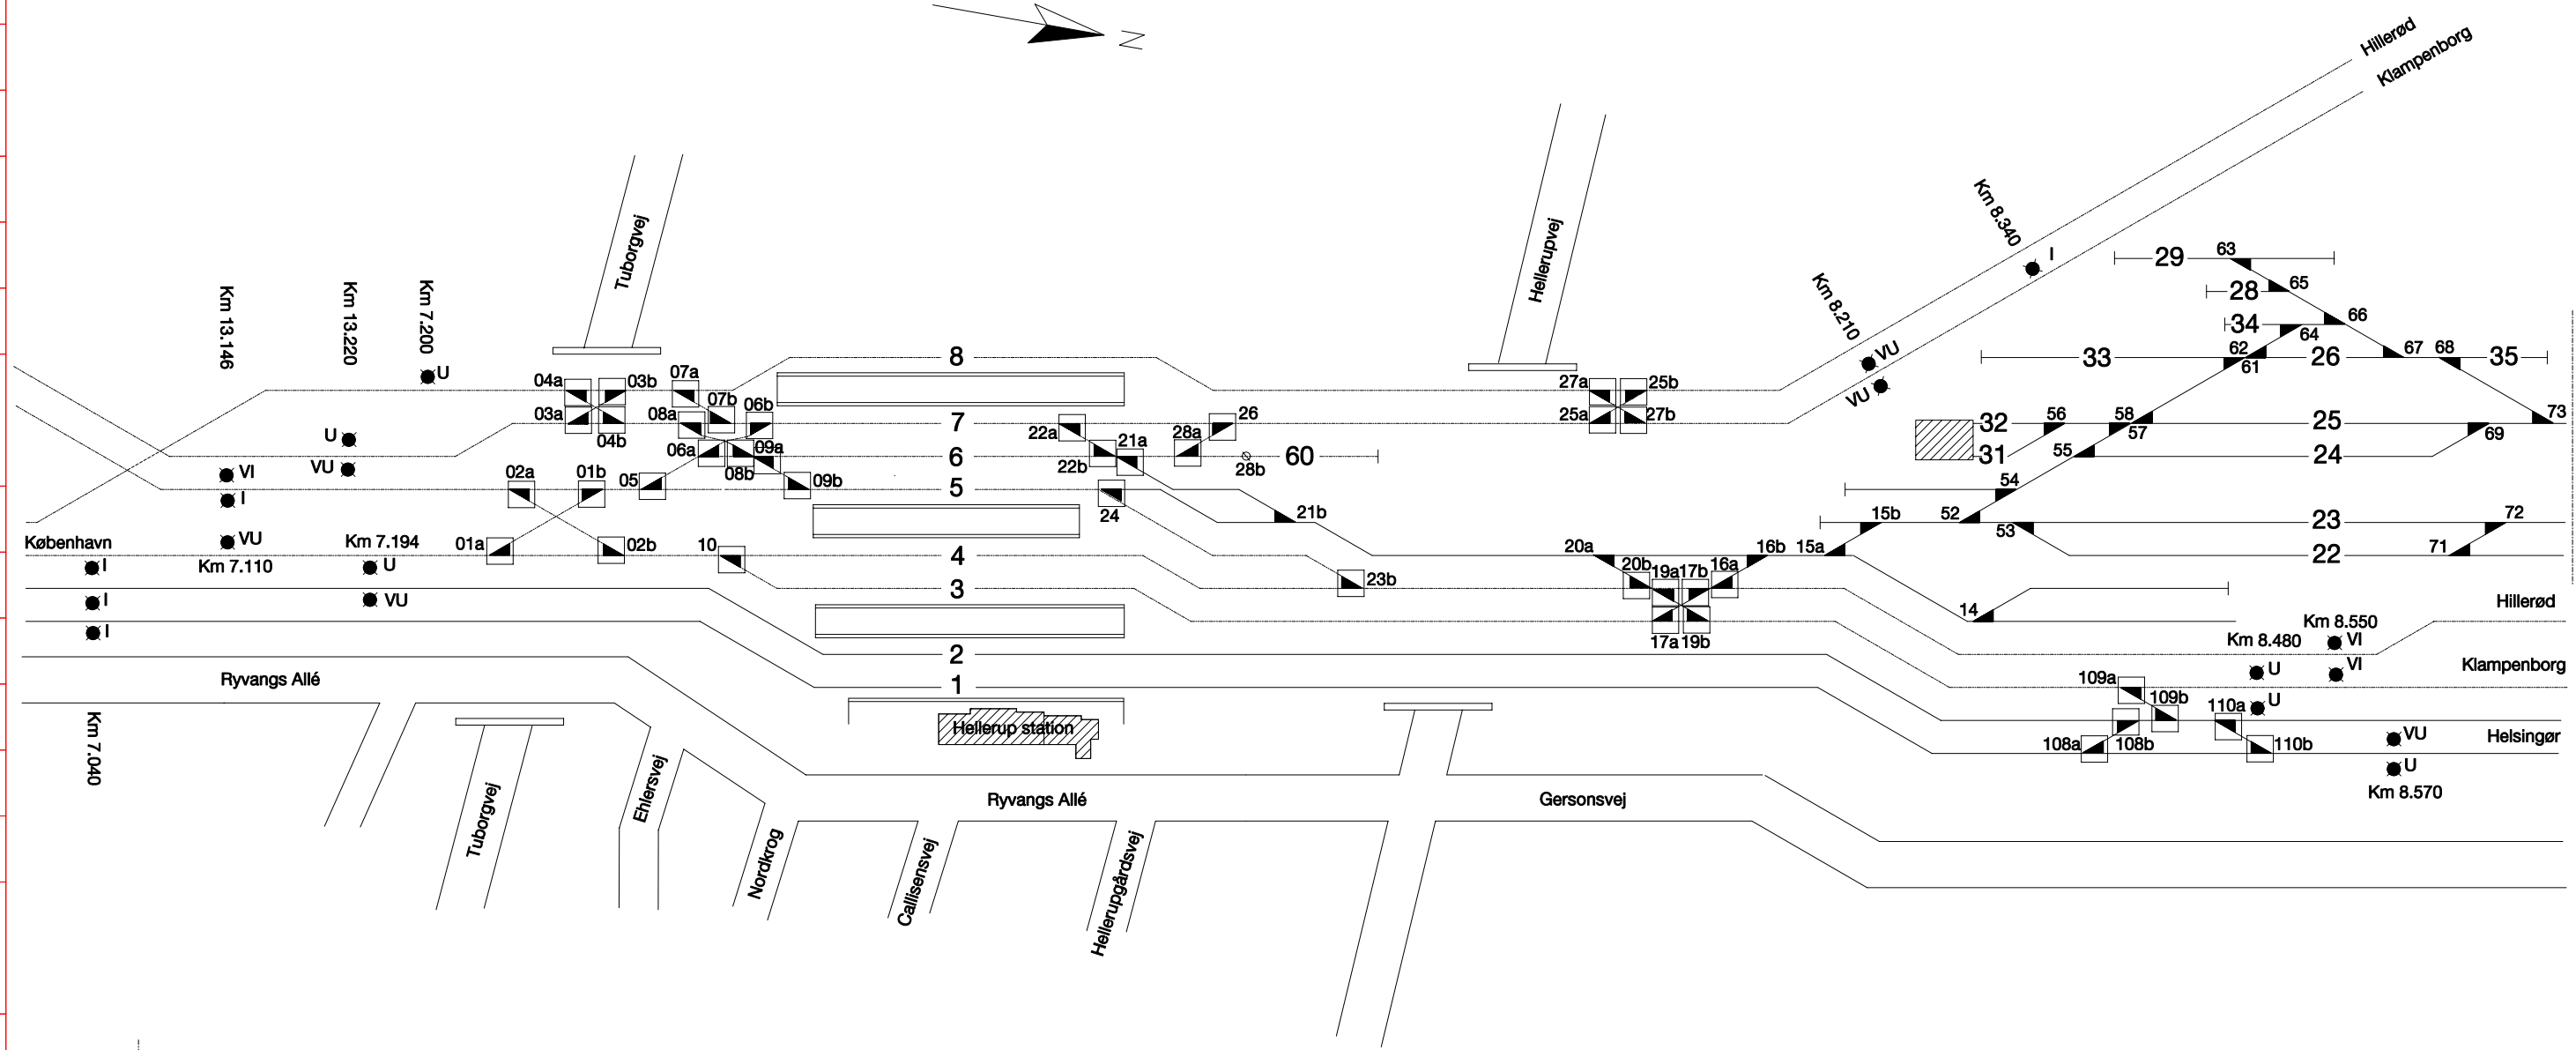 N
Hillerød
Klampenborg
Tuborgvej
Hellerupvej
Km 13.146
Km 13.220
Km 7.200
U
Km 8.340
I
Km 8.210
VU
VU
29
63
28
65
34
66
64
33
62
61
26
67
68
35
32
56
58
57
25
73
69
31
55
24
54
52
53
23
72
22
71
04a
03b
07a
03a
04b
08a
07b
06b
06a
08b
09a
09b
8
7
6
5
4
3
2
1
27a
25b
25a
27b
22a
26
28a
21a
22b
28b
60
24
21b
23b
U
VU
VI
I
VU
02a
01b
05
København
Km 7.110
Km 7.194
01a
02b
10
I
U
I
VU
I
20a
20b
19a
17b
16a
16b
15a
15b
17a
19b
14
Hillerød
Km 8.550
Km 8.480
VI
U
VI
Klampenborg
109a
109b
110a
U
108a
108b
110b
VU
Helsingør
U
Km 8.570
Ryvangs Allé
Km 7.040
Tuborgvej
Ehlersvej
Nordkrog
Hellerup station
Ryvangs Allé
Callisensvej
Hellerupgårdsvej
Gersonsvej